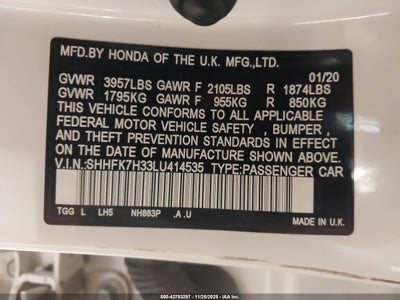 MFD.BY HONDA OF THE U.K. MFG.,LTD.
01/20
GVWR 3957LBS GAWR F 2105LBS R 1874LBS
GVWR 1795KG GAWR F 955KG R 850KG
THIS VEHICLE CONFORMS TO ALL APPLICABLE
FEDERAL MOTOR VEHICLE SAFETY , BUMPER ,
AND THEFT PREVENTION STANDARDS IN EFFECT
ON THE DATE OF MANUFACTURE SHOWN ABOVE.
V.I.N.:SHHFK7H33LU414535 TYPE:PASSENGER CAR
TGG L LH5 NH883P .A .U MADE IN U.K.
000-43783297 | 11/29/2025 | IAA Inc.